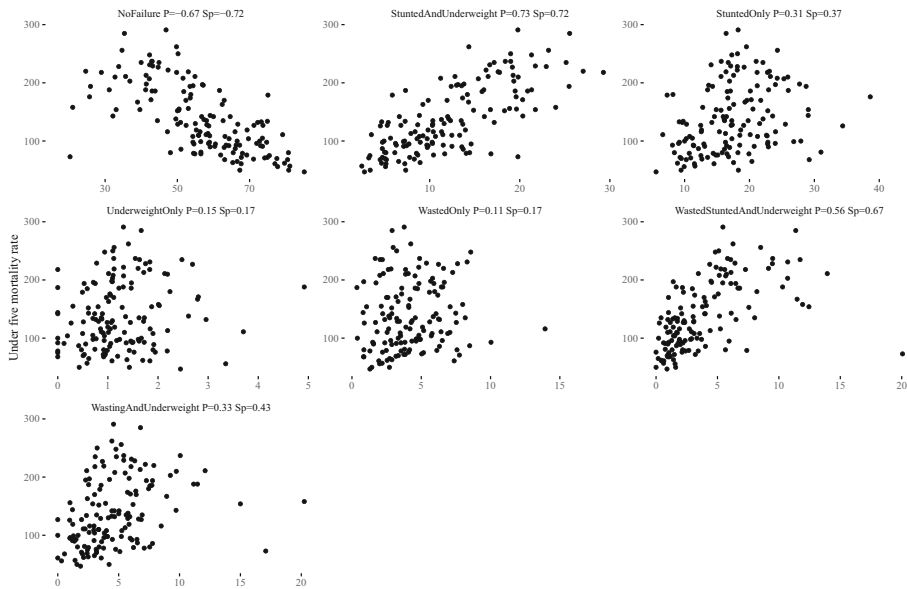 NoFailure P=−0.67 Sp=−0.72
StuntedAndUnderweight P=0.73 Sp=0.72
StuntedOnly P=0.31 Sp=0.37
300
200
100
30 50 70
10 20 30
10 20 30 40
UnderweightOnly P=0.15 Sp=0.17
WastedOnly P=0.11 Sp=0.17
WastedStuntedAndUnderweight P=0.56 Sp=0.67
Under five mortality rate
300
200
100
0 1 2 3 4 5
0 5 10 15
0 5 10 15 20
WastingAndUnderweight P=0.33 Sp=0.43
300
200
100
0 5 10 15 20